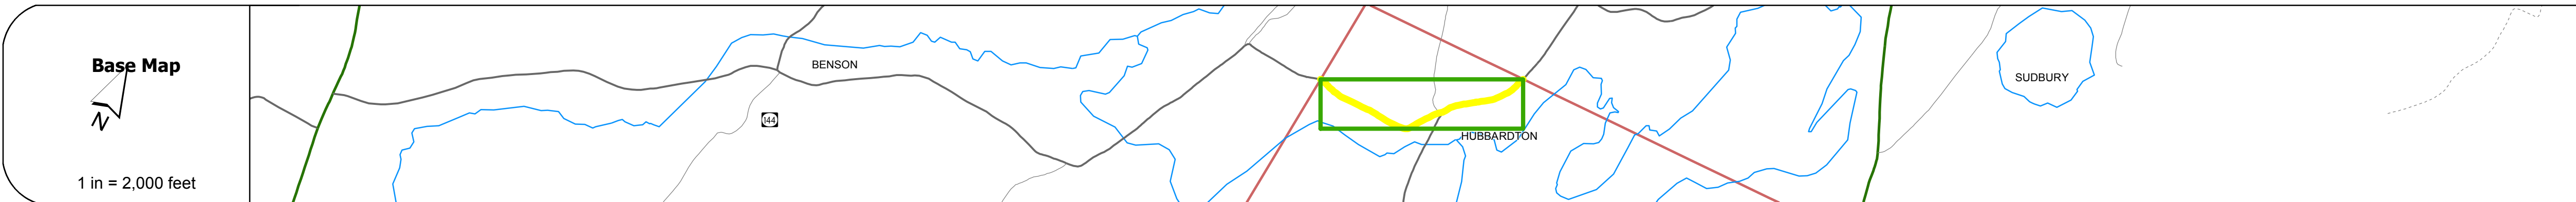 Base Map
N
1 in = 2,000 feet
BENSON
144
HUBBARDTON
SUDBURY